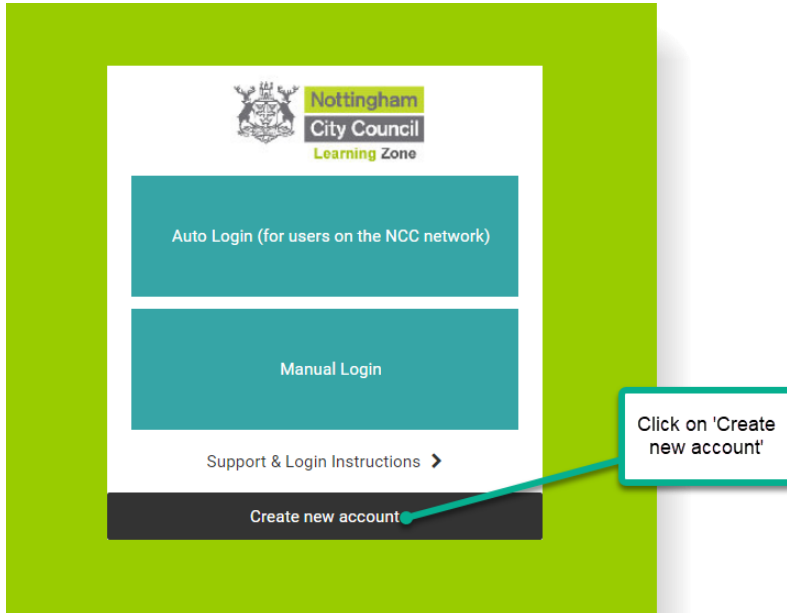 Nottingham
City Council
Learning Zone
Auto Login (for users on the NCC network)
Manual Login
Click on 'Create
new account'
Support & Login Instructions
Create new account